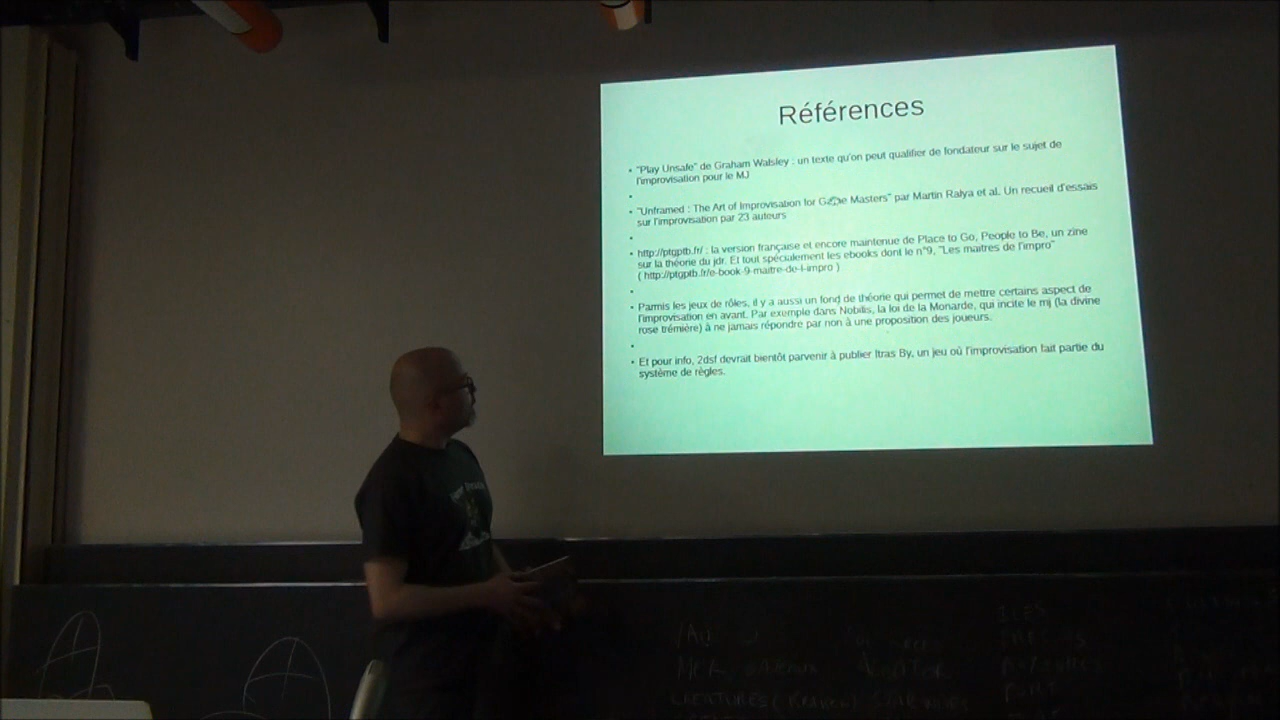 Références
• "Play Unsafe" de Graham Walsley : un texte qu'on peut qualifier de fondateur sur le sujet de
l'improvisation pour le MJ
•
• "Unframed : The Art of Improvisation for Game Masters" par Martin Ralya et al. Un recueil d'essais
sur l'improvisation par 23 auteurs
•
• http://ptgptb.fr/ : la version française et encore maintenue de Place to Go, People to Be, un zine
sur la théorie du jdr. Et tout spécialement les ebooks dont le n°9, "Les maitres de l'impro"
( http://ptgptb.fr/e-book-9-maitre-de-l-impro )
•
• Parmis les jeux de rôles, il y a aussi un fond de théorie qui permet de mettre certains aspect de
l'improvisation en avant. Par exemple dans Nobilis, la loi de la Monarde, qui incite le mj (la divine
rose trémière) à ne jamais répondre par non à une proposition des joueurs.
•
• Et pour info, 2dsf devrait bientôt parvenir à publier Itras By, un jeu où l'improvisation fait partie du
système de règles.
CREATURES (KRAKEN)